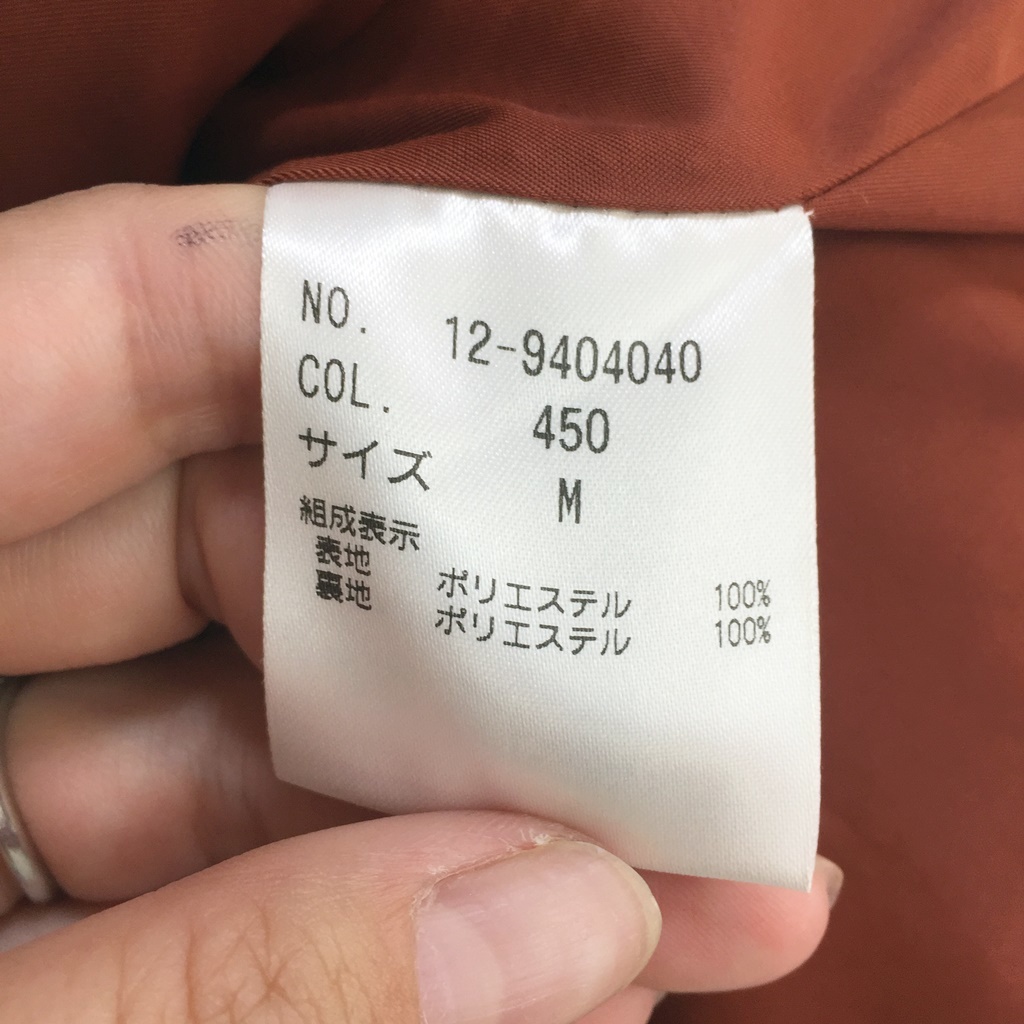 NO. 12-9404040
COL. 450
サイズ M
組成表示
表地 ポリエステル 100%
裏地 ポリエステル 100%